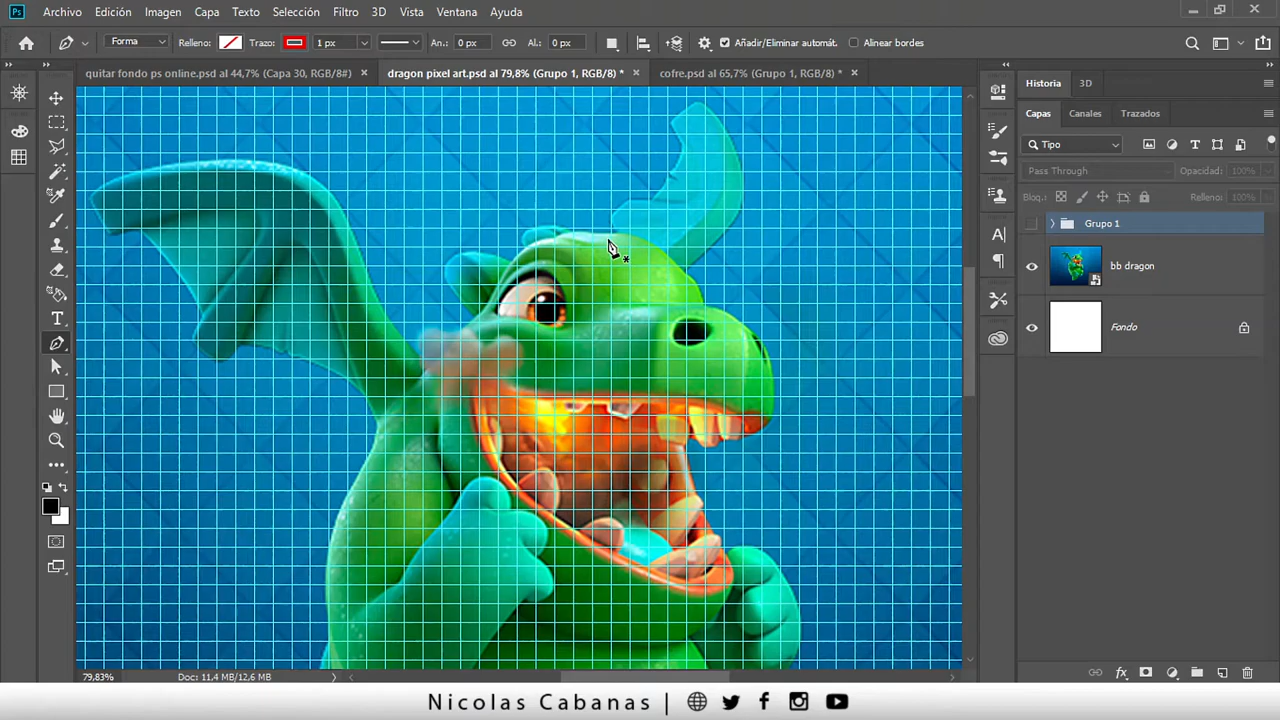 Ps Archivo Edición Imagen Capa Texto Selección Filtro 3D Vista Ventana Ayuda
Forma Relleno: Trazo: 1 px An.: 0 px Al.: 0 px Añadir/Eliminar automát. Alinear bordes
quitar fondo ps online.psd al 44,7% (Capa 30, RGB/8#) dragon pixel art.psd al 79,8% (Grupo 1, RGB/8) * cofre.psd al 65,7% (Grupo 1, RGB/8) *
Historia 3D
Capas Canales Trazados
Tipo
Pass Through Opacidad: 100%
Bloq.: Relleno: 100%
Grupo 1
bb dragon
Fondo
79,83% Doc: 11,4 MB/12,6 MB
Nicolas Cabanas |